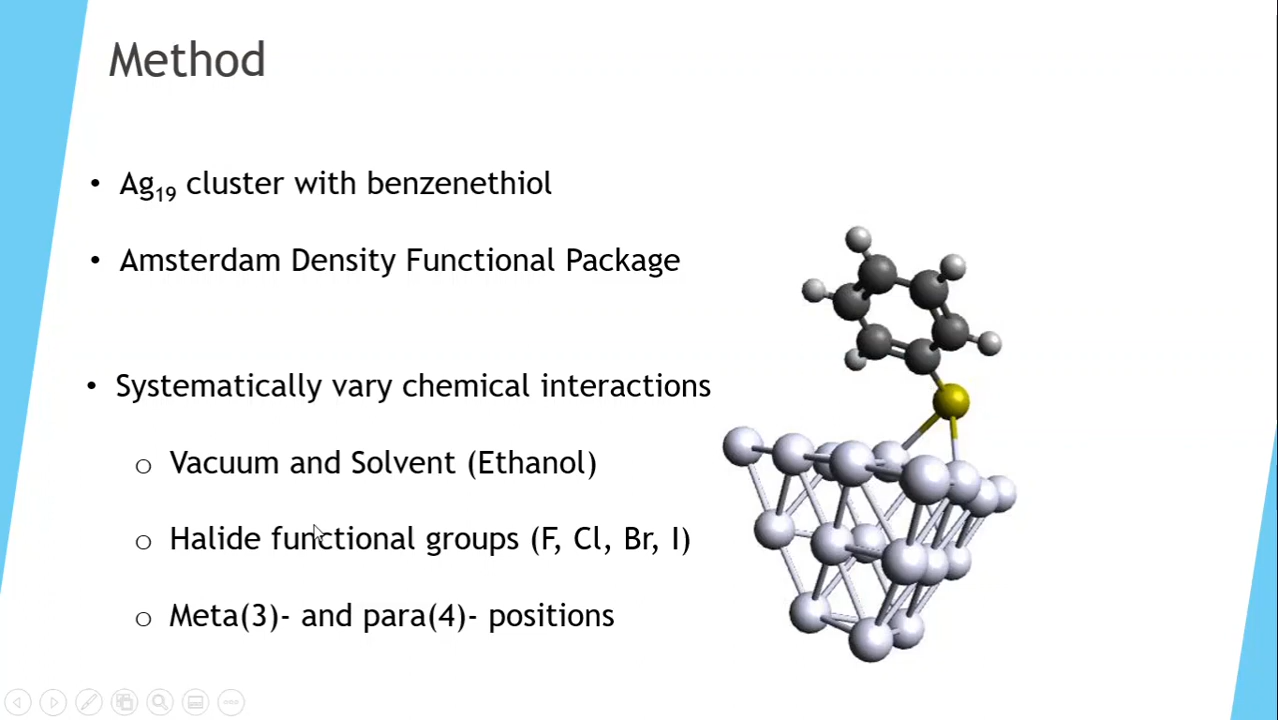 Method
• Ag₁₉ cluster with benzenethiol
• Amsterdam Density Functional Package
• Systematically vary chemical interactions
o Vacuum and Solvent (Ethanol)
o Halide functional groups (F, Cl, Br, I)
o Meta(3)- and para(4)- positions